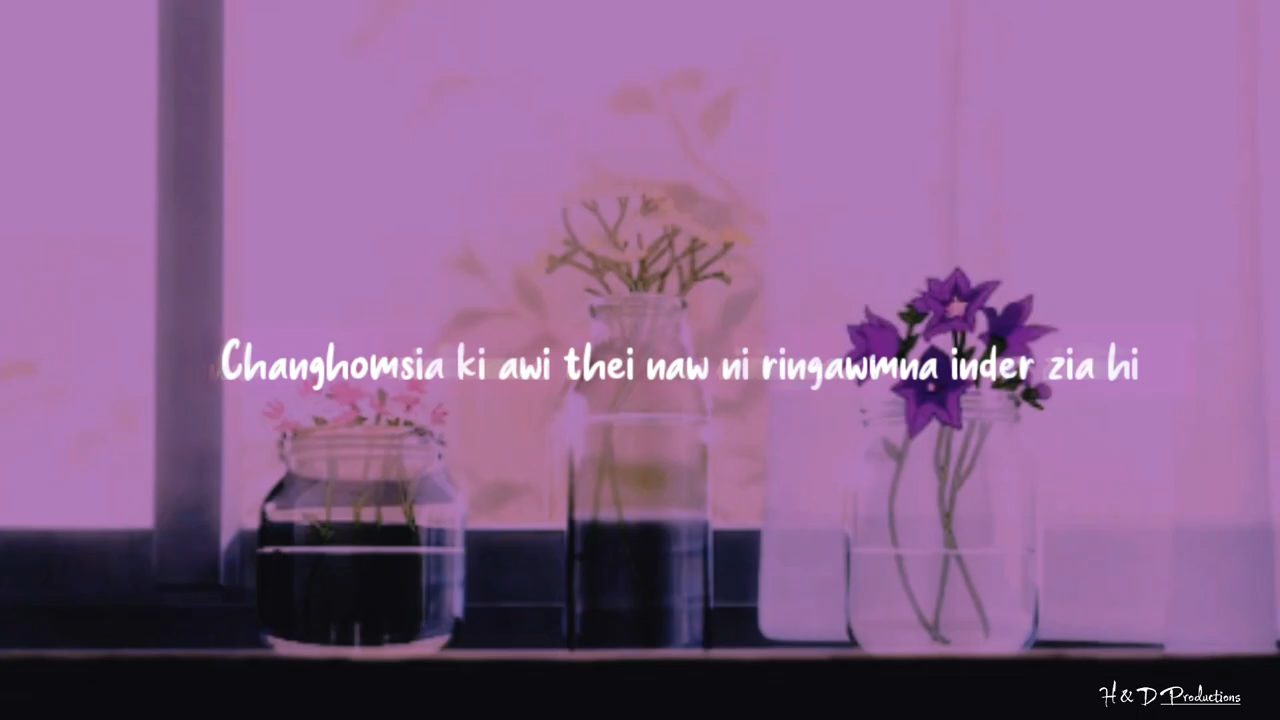 Changhomsia ki awi thei naw ni ringawmna inder zia hi
H & D Productions